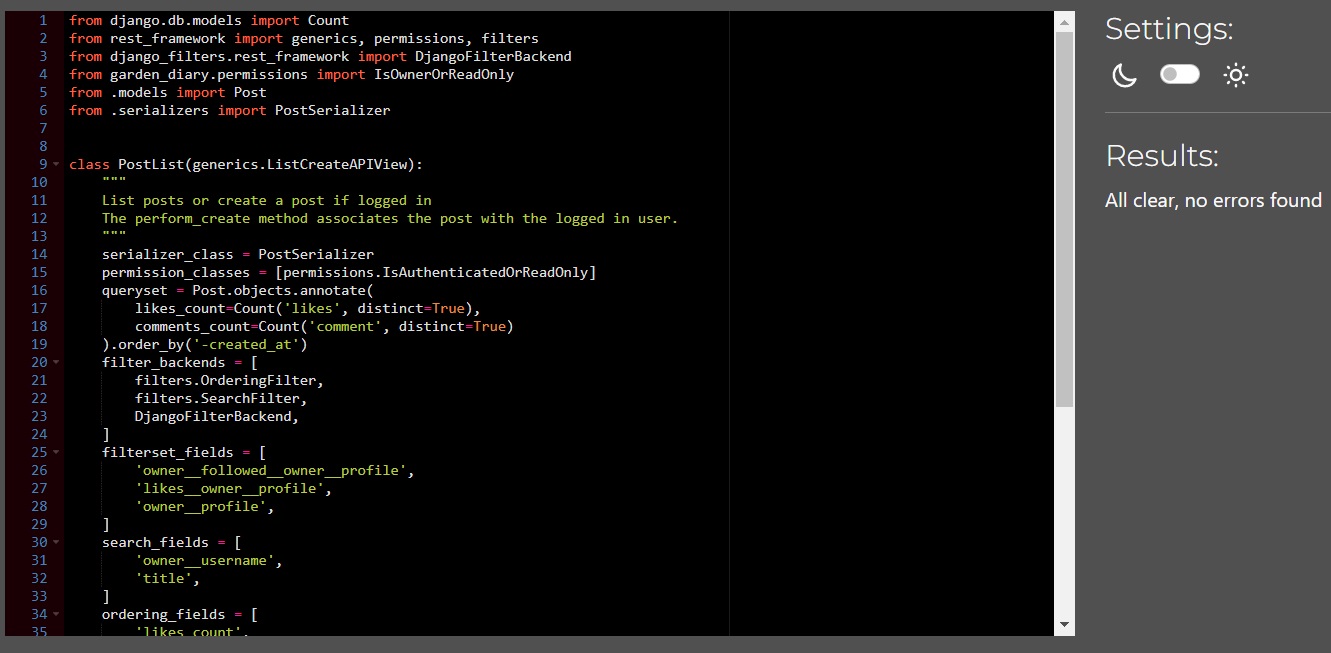 1 from django.db.models import Count
2 from rest_framework import generics, permissions, filters
3 from django_filters.rest_framework import DjangoFilterBackend
4 from garden_diary.permissions import IsOwnerOrReadOnly
5 from .models import Post
6 from .serializers import PostSerializer
7
8
9 class PostList(generics.ListCreateAPIView):
10     """
11     List posts or create a post if logged in
12     The perform_create method associates the post with the logged in user.
13     """
14     serializer_class = PostSerializer
15     permission_classes = [permissions.IsAuthenticatedOrReadOnly]
16     queryset = Post.objects.annotate(
17         likes_count=Count('likes', distinct=True),
18         comments_count=Count('comment', distinct=True)
19     ).order_by('-created_at')
20     filter_backends = [
21         filters.OrderingFilter,
22         filters.SearchFilter,
23         DjangoFilterBackend,
24     ]
25     filterset_fields = [
26         'owner__followed__owner__profile',
27         'likes__owner__profile',
28         'owner__profile',
29     ]
30     search_fields = [
31         'owner__username',
32         'title',
33     ]
34     ordering_fields = [
35         'likes_count',
Settings:
Results:
All clear, no errors found